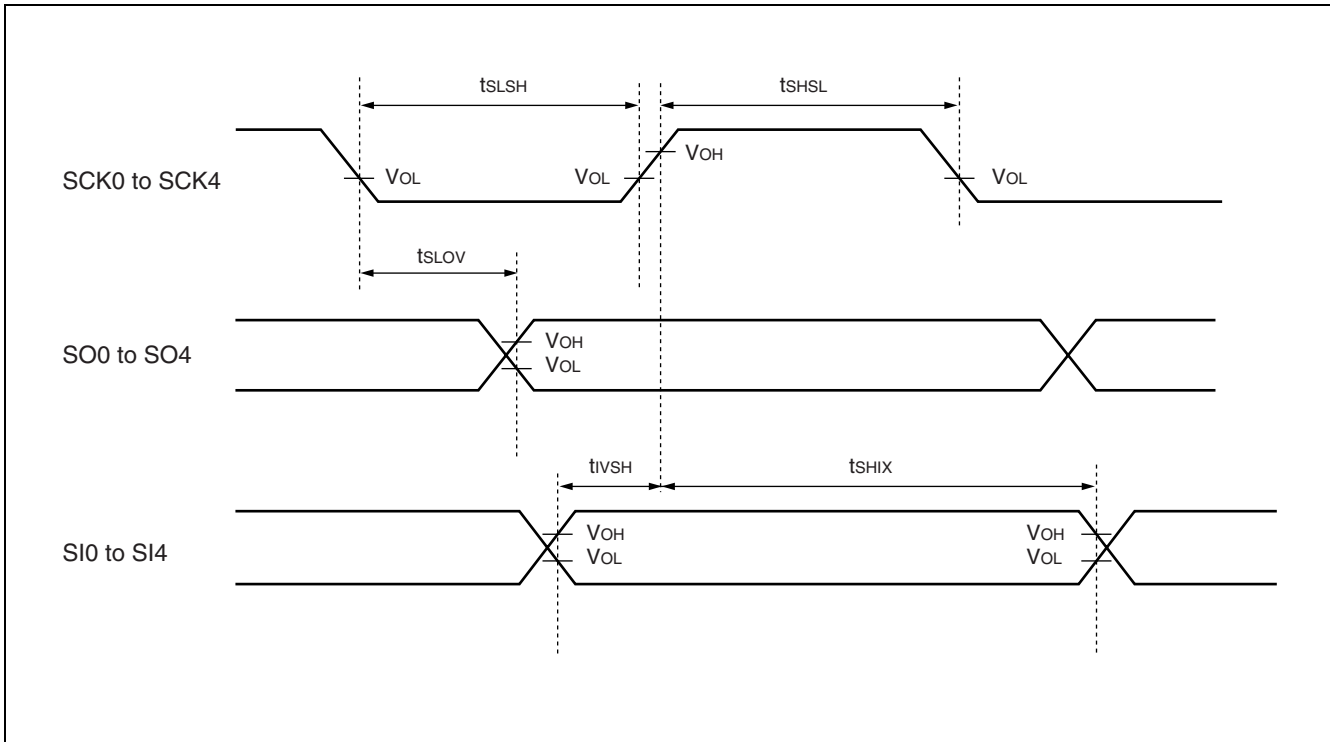 tSLSH tSHSL
VOH
SCK0 to SCK4 VOL VOL VOL
tSLOV
VOH
SO0 to SO4
VOL
tIVSH tSHIX
VOH VOH
SI0 to SI4
VOL VOL